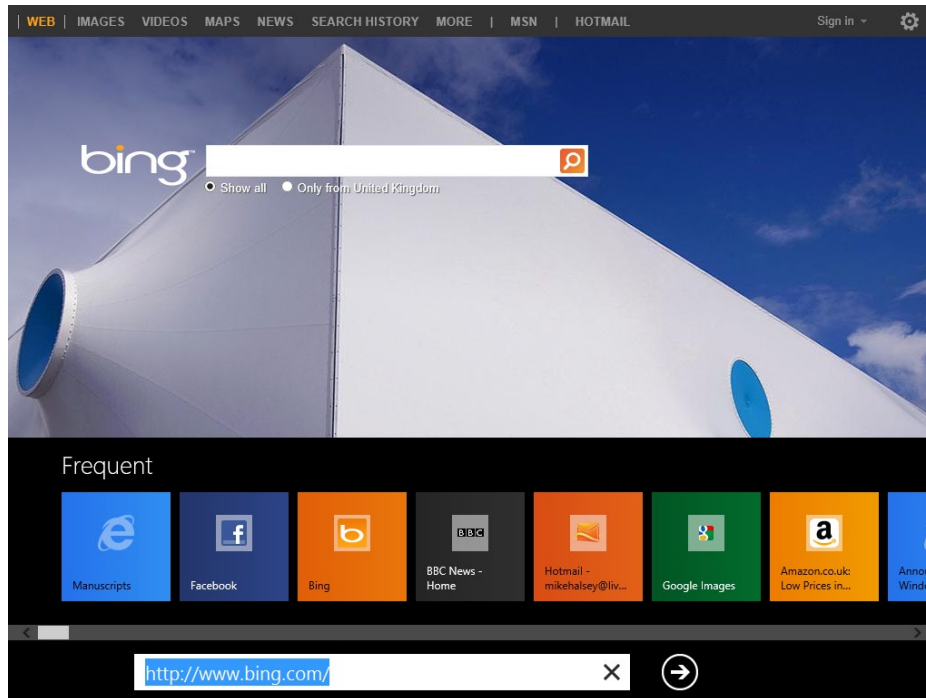 | WEB | IMAGES VIDEOS MAPS NEWS SEARCH HISTORY MORE | MSN | HOTMAIL Sign in
bing™
Show all Only from United Kingdom
Frequent
Manuscripts
f
Facebook
b
Bing
BBC
BBC News -
Home
Hotmail -
mikehalsey@liv...
8
Google Images
a
Amazon.co.uk:
Low Prices in...
http://www.bing.com/